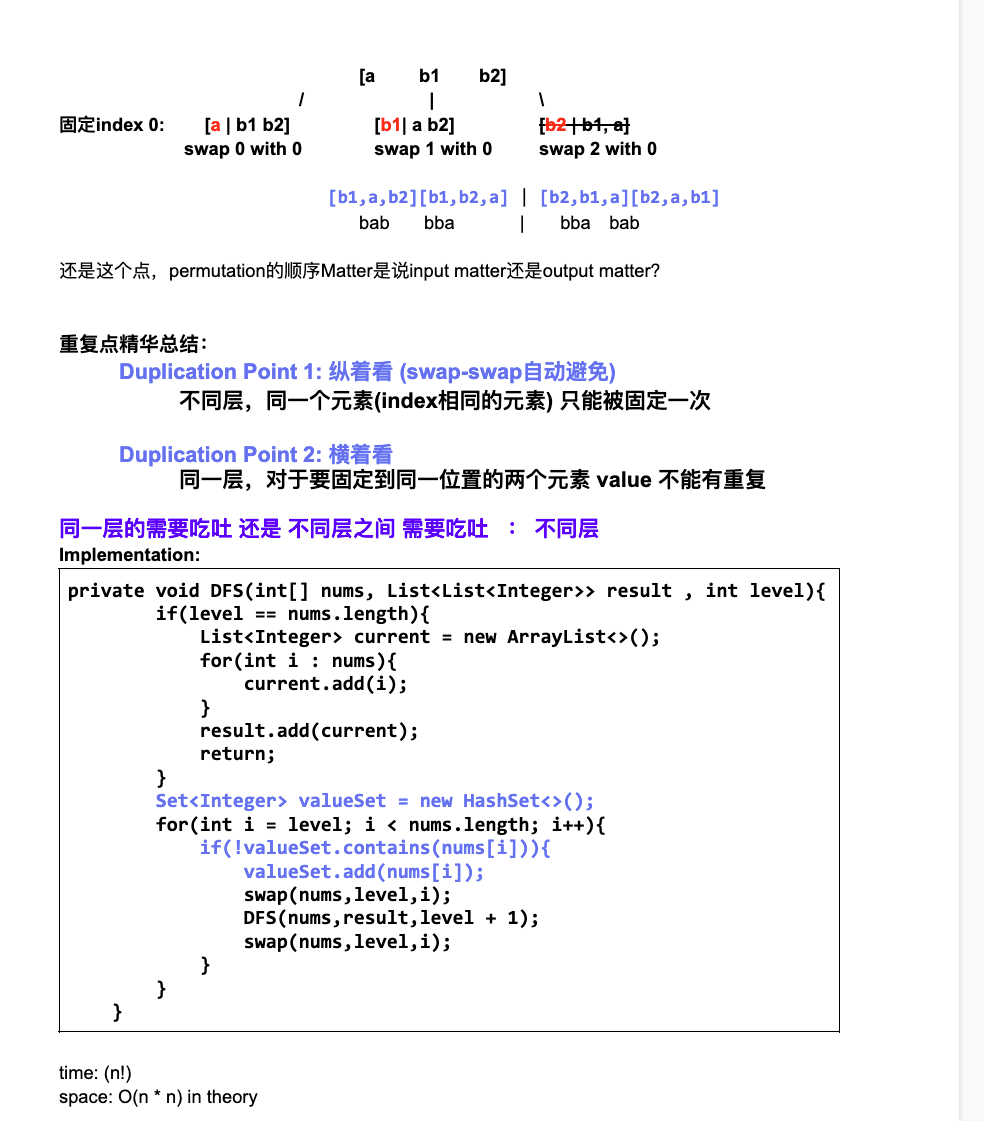 [a b1 b2]
/ | \
固定index 0: [a | b1 b2] [b1| a b2] [b2 | b1, a]
swap 0 with 0 swap 1 with 0 swap 2 with 0
[b1,a,b2][b1,b2,a] | [b2,b1,a][b2,a,b1]
bab bba | bba bab
还是这个点，permutation的顺序Matter是说input matter还是output matter?
重复点精华总结：
Duplication Point 1: 纵着看 (swap-swap自动避免)
不同层，同一个元素(index相同的元素) 只能被固定一次
Duplication Point 2: 横着看
同一层，对于要固定到同一位置的两个元素 value 不能有重复
同一层的需要吃吐 还是 不同层之间 需要吃吐 ： 不同层
Implementation:
private void DFS(int[] nums, List<List<Integer>> result , int level){
if(level == nums.length){
List<Integer> current = new ArrayList<>();
for(int i : nums){
current.add(i);
}
result.add(current);
return;
}
Set<Integer> valueSet = new HashSet<>();
for(int i = level; i < nums.length; i++){
if(!valueSet.contains(nums[i])){
valueSet.add(nums[i]);
swap(nums,level,i);
DFS(nums,result,level + 1);
swap(nums,level,i);
}
}
}
time: (n!)
space: O(n * n) in theory